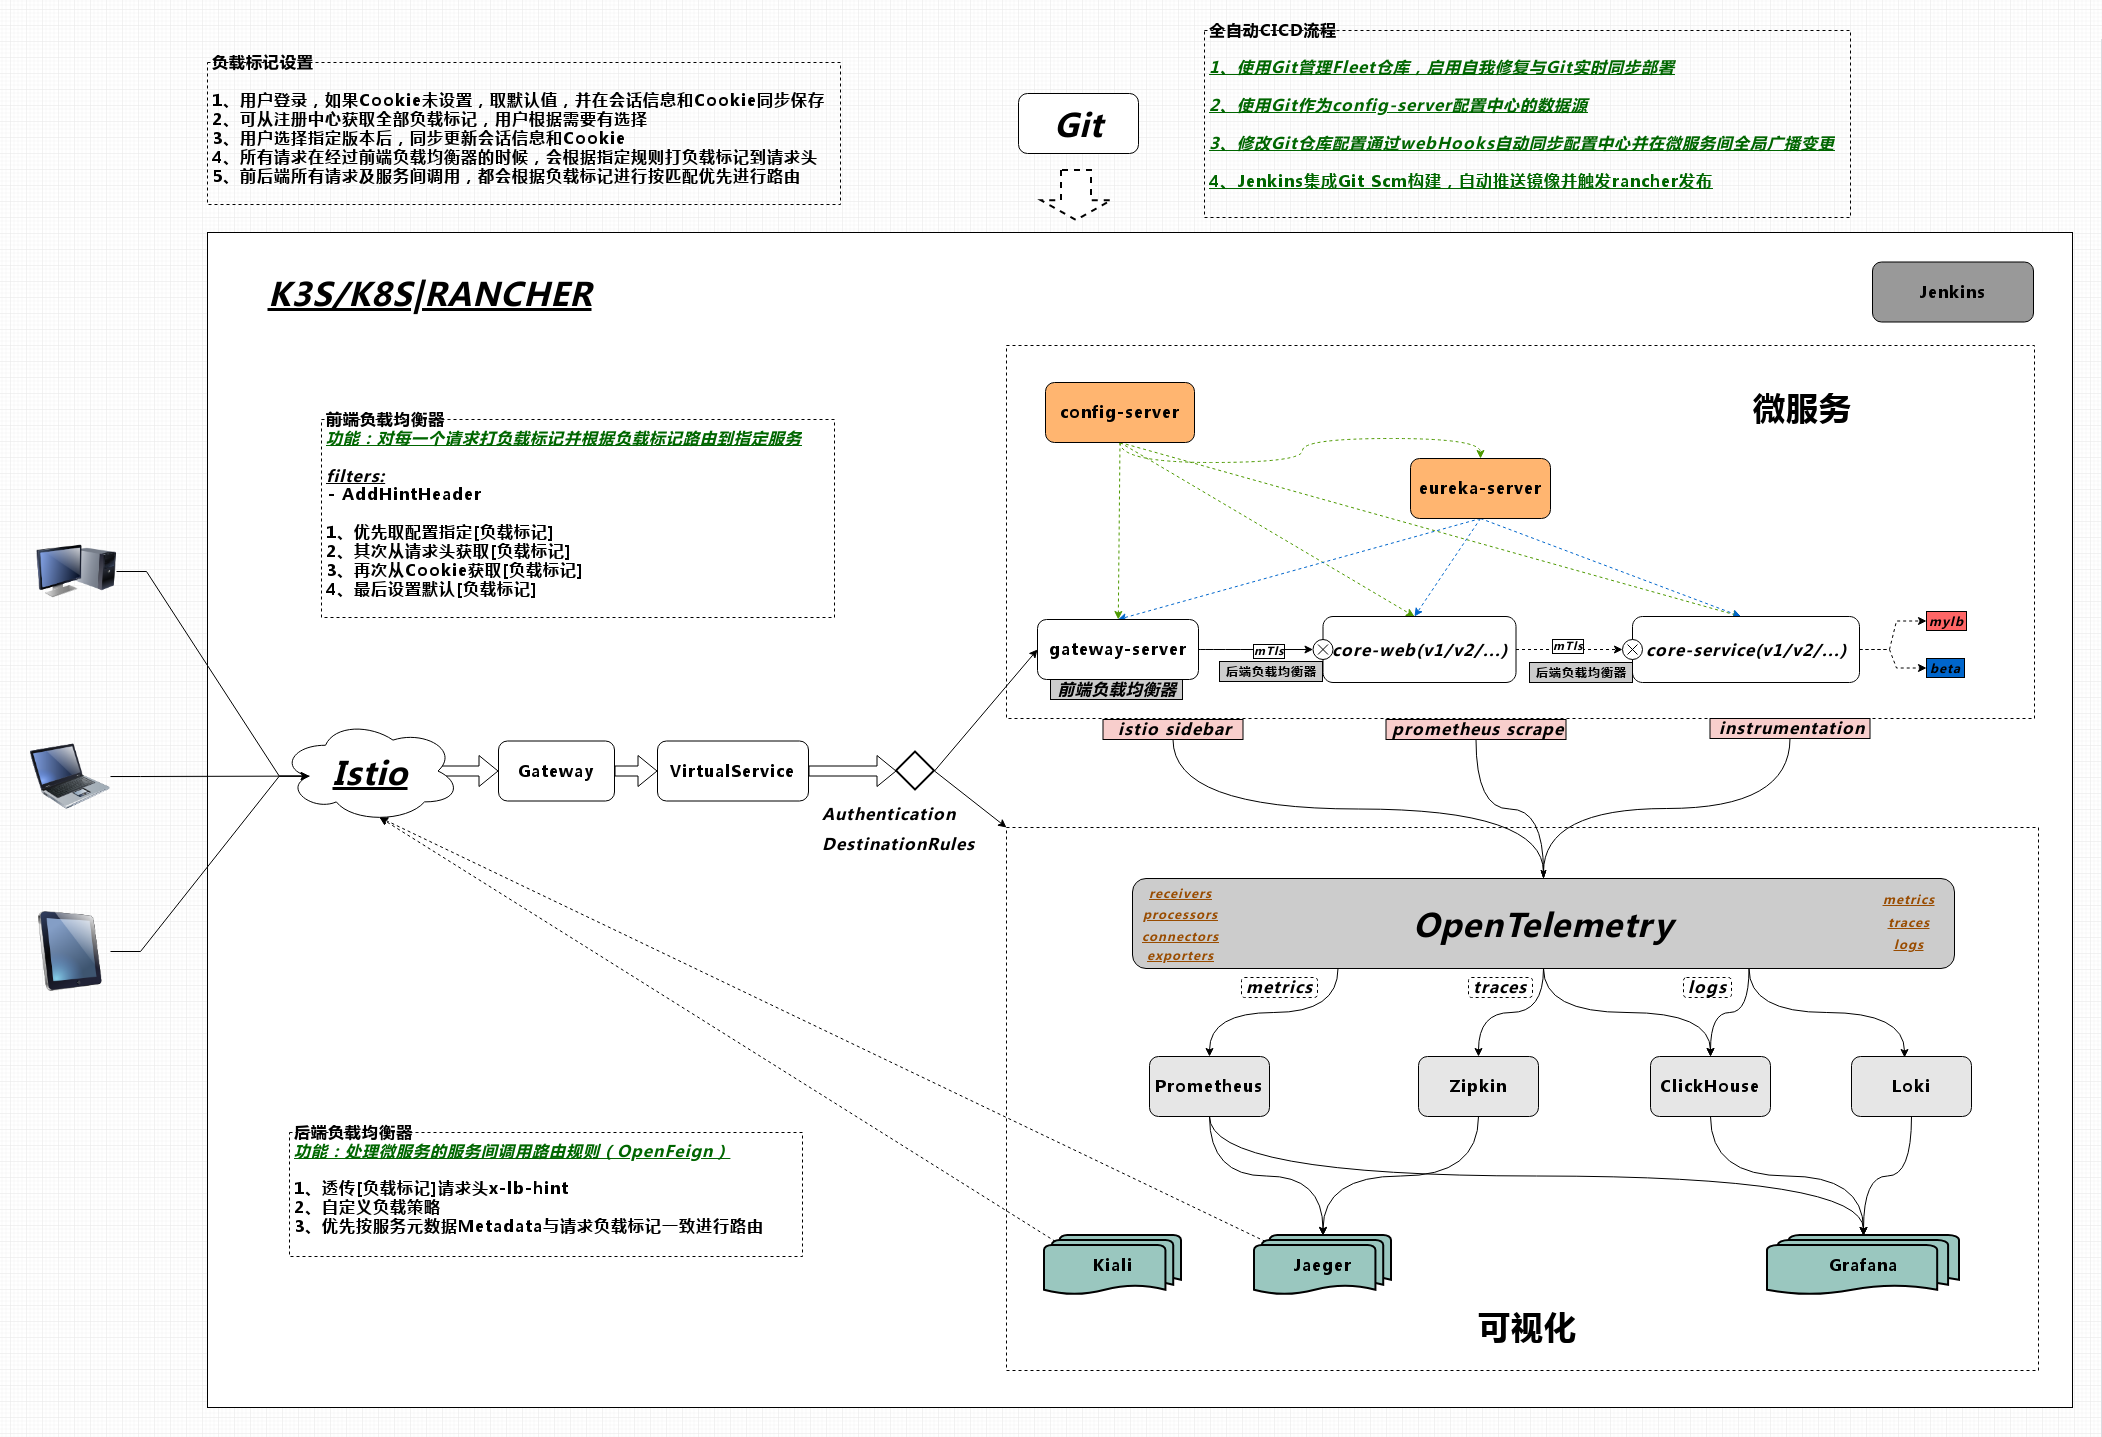 负载标记设置
1、用户登录，如果Cookie未设置，取默认值，并在会话信息和Cookie同步保存
2、可从注册中心获取全部负载标记，用户根据需要有选择
3、用户选择指定版本后，同步更新会话信息和Cookie
4、所有请求在经过前端负载均衡器的时候，会根据指定规则打负载标记到请求头
5、前后端所有请求及服务间调用，都会根据负载标记进行按匹配优先进行路由
Git
全自动CICD流程
1、使用Git管理Fleet仓库，启用自我修复与Git实时同步部署
2、使用Git作为config-server配置中心的数据源
3、修改Git仓库配置通过webHooks自动同步配置中心并在微服务间全局广播变更
4、Jenkins集成Git Scm构建，自动推送镜像并触发rancher发布
K3S/K8S|RANCHER
Jenkins
前端负载均衡器
功能：对每一个请求打负载标记并根据负载标记路由到指定服务
filters:
- AddHintHeader
1、优先取配置指定[负载标记]
2、其次从请求头获取[负载标记]
3、再次从Cookie获取[负载标记]
4、最后设置默认[负载标记]
微服务
config-server
eureka-server
gateway-server
前端负载均衡器
mTls
后端负载均衡器
core-web(v1/v2/...)
mTls
后端负载均衡器
core-service(v1/v2/...)
mylb
beta
istio sidebar
prometheus scrape
instrumentation
Istio
Gateway
VirtualService
Authentication
DestinationRules
receivers
processors
connectors
exporters
OpenTelemetry
metrics
traces
logs
metrics
traces
logs
Prometheus
Zipkin
ClickHouse
Loki
后端负载均衡器
功能：处理微服务的服务间调用路由规则（OpenFeign）
1、透传[负载标记]请求头x-lb-hint
2、自定义负载策略
3、优先按服务元数据Metadata与请求负载标记一致进行路由
Kiali
Jaeger
Grafana
可视化